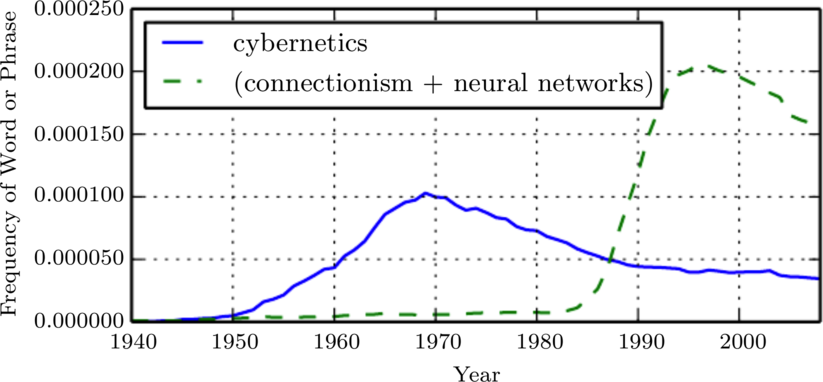 Frequency of Word or Phrase
0.000250
0.000200
0.000150
0.000100
0.000050
0.000000
cybernetics
(connectionism + neural networks)
1940 1950 1960 1970 1980 1990 2000
Year